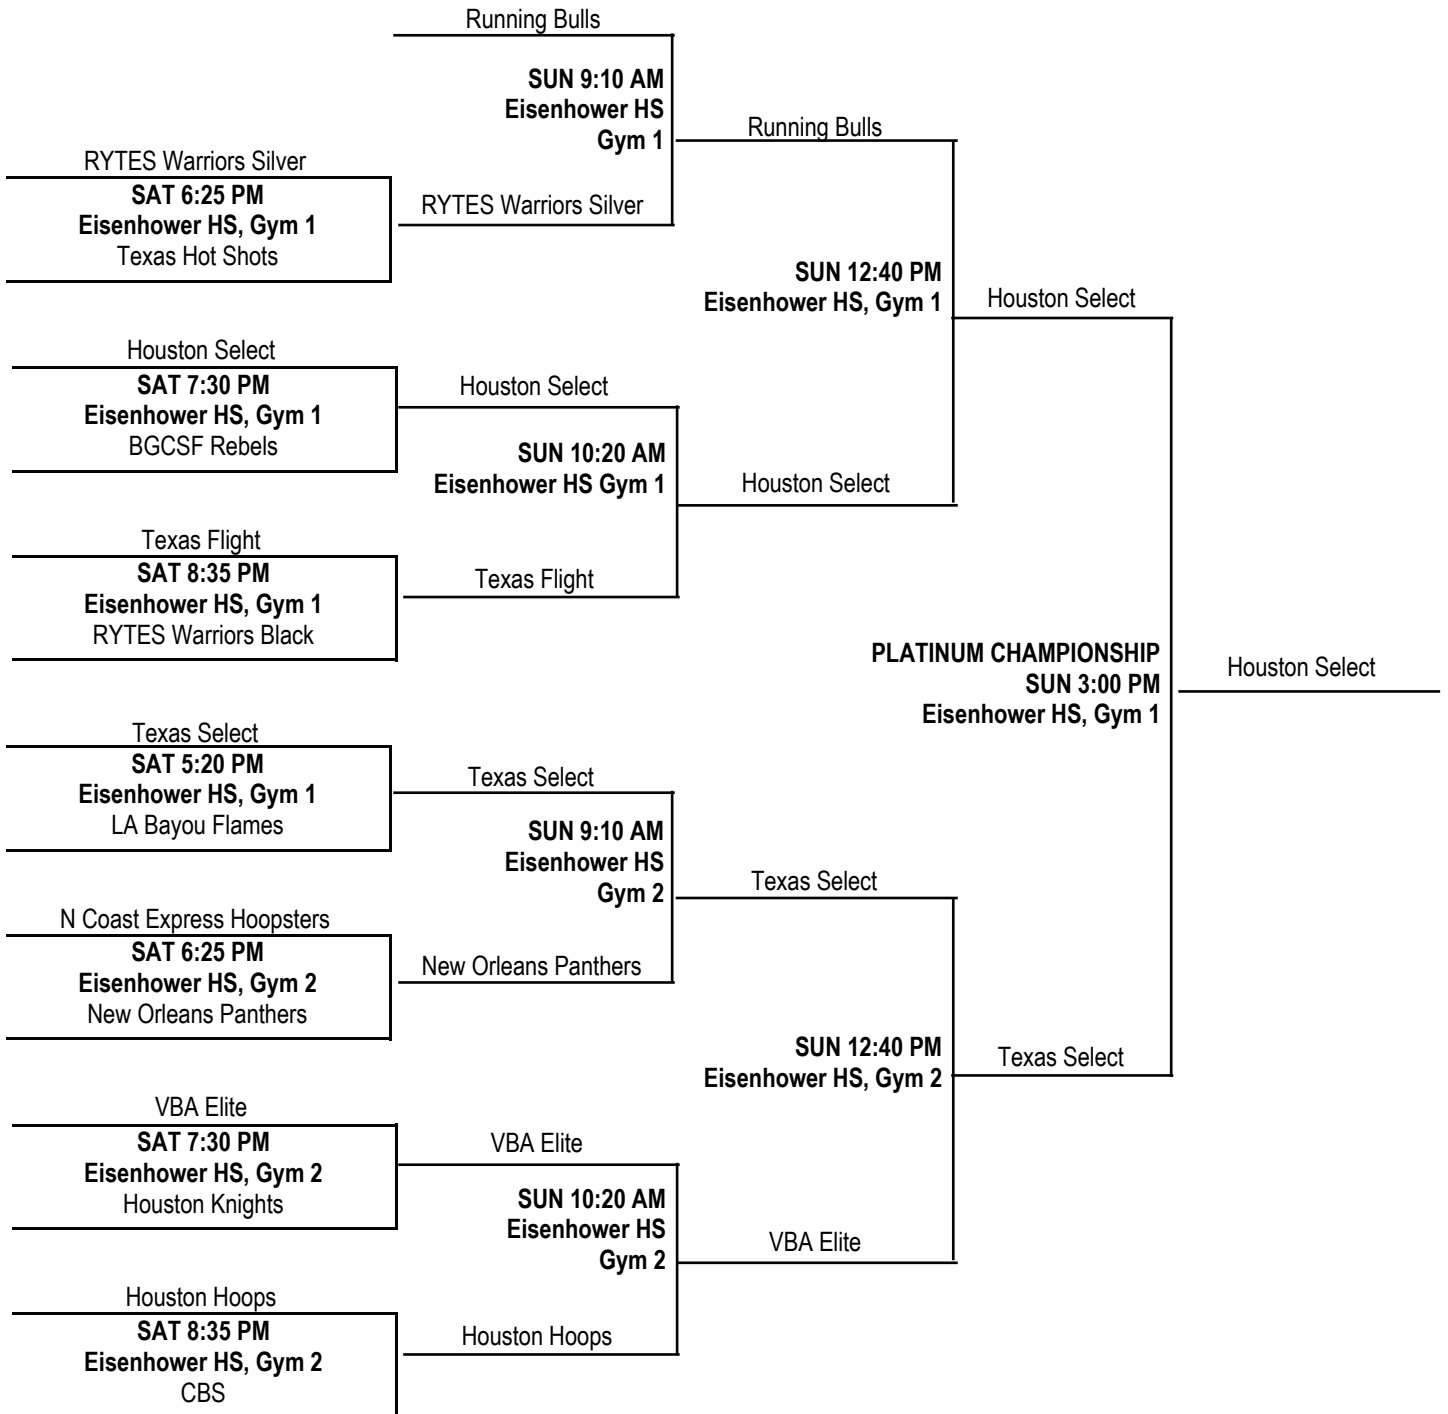 Running Bulls
SUN 9:10 AM
Eisenhower HS
Gym 1
Running Bulls
RYTES Warriors Silver
SAT 6:25 PM
Eisenhower HS, Gym 1
Texas Hot Shots
RYTES Warriors Silver
SUN 12:40 PM
Eisenhower HS, Gym 1
Houston Select
Houston Select
SAT 7:30 PM
Eisenhower HS, Gym 1
BGCSF Rebels
Houston Select
SUN 10:20 AM
Eisenhower HS Gym 1
Houston Select
Texas Flight
SAT 8:35 PM
Eisenhower HS, Gym 1
RYTES Warriors Black
Texas Flight
PLATINUM CHAMPIONSHIP
SUN 3:00 PM
Eisenhower HS, Gym 1
Houston Select
Texas Select
SAT 5:20 PM
Eisenhower HS, Gym 1
LA Bayou Flames
Texas Select
SUN 9:10 AM
Eisenhower HS
Gym 2
Texas Select
N Coast Express Hoopsters
SAT 6:25 PM
Eisenhower HS, Gym 2
New Orleans Panthers
New Orleans Panthers
SUN 12:40 PM
Eisenhower HS, Gym 2
Texas Select
VBA Elite
SAT 7:30 PM
Eisenhower HS, Gym 2
Houston Knights
VBA Elite
SUN 10:20 AM
Eisenhower HS
Gym 2
VBA Elite
Houston Hoops
SAT 8:35 PM
Eisenhower HS, Gym 2
CBS
Houston Hoops